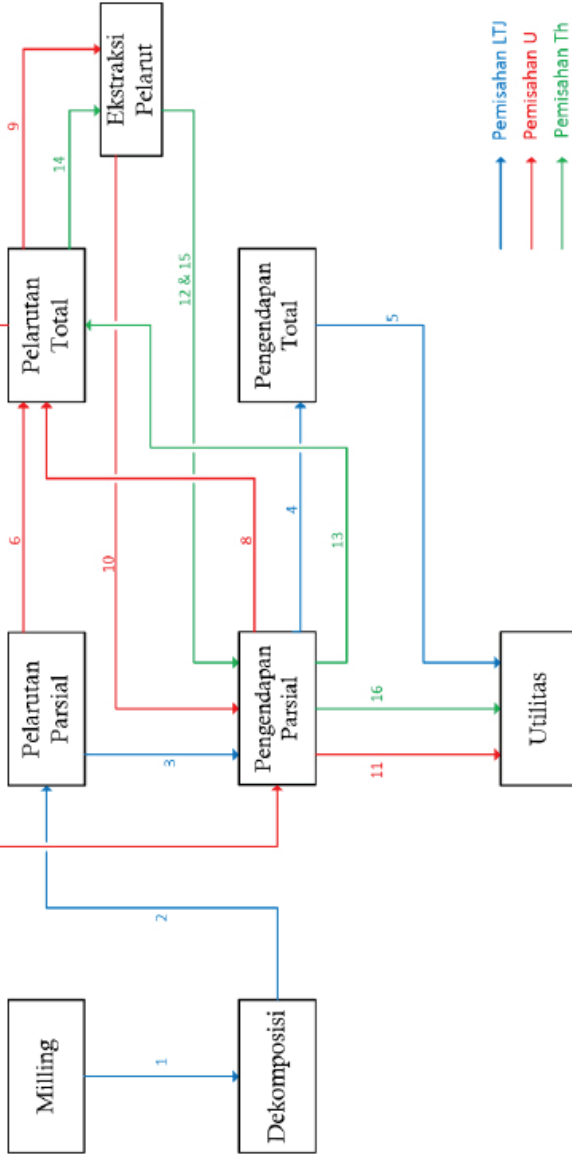 Milling
1
Dekomposisi
2
Pelarutan
Parsial
3
Pengendapan
Parsial
4
Pengendapan
Total
5
Utilitas
6
Pelarutan
Total
8
9
Ekstraksi
Pelarut
10
11
12 & 15
13
14
16
Pemisahan LTJ
Pemisahan U
Pemisahan Th